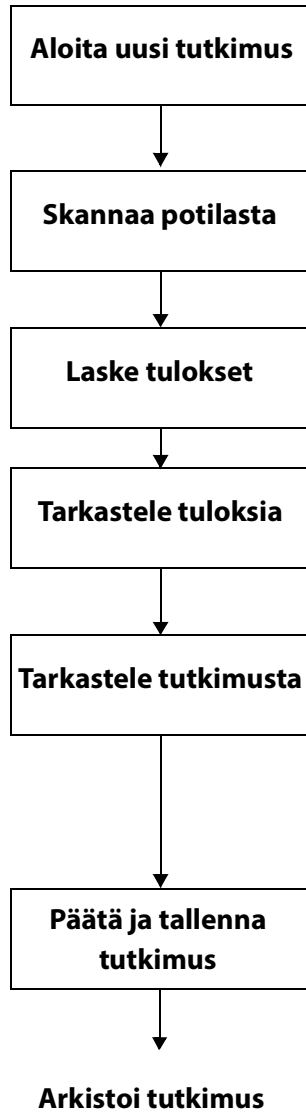 Aloita uusi tutkimus
Skannaa potilasta
Laske tulokset
Tarkastele tuloksia
Tarkastele tutkimusta
Päätä ja tallenna
tutkimus
Arkistoi tutkimus